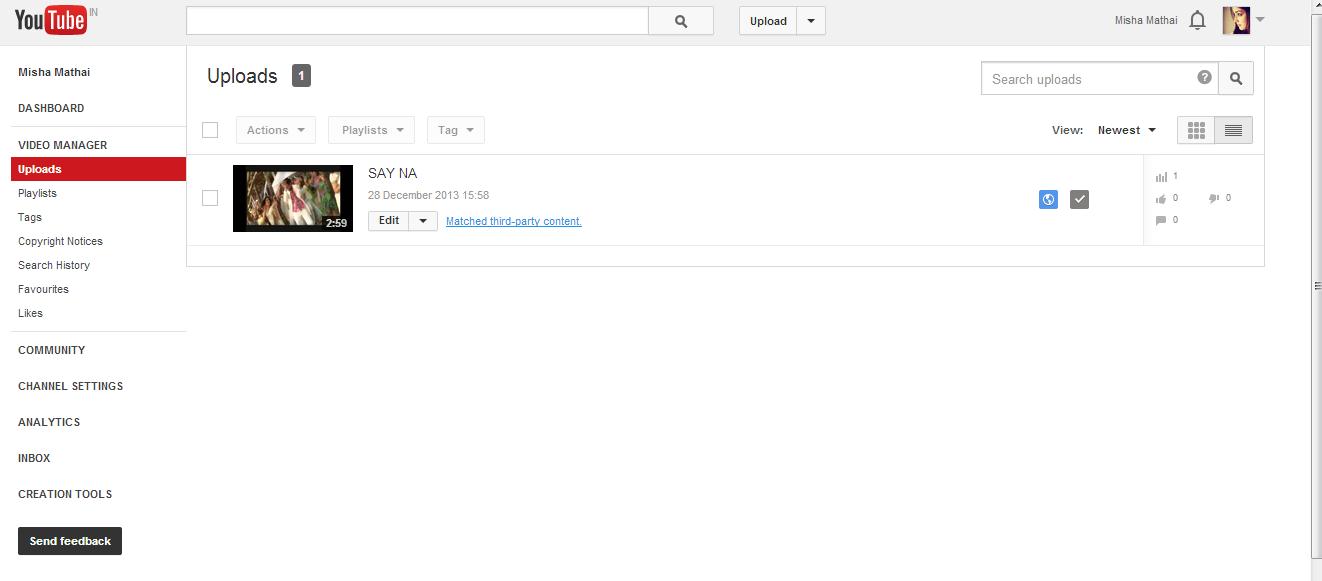 YouTube IN
Upload
Misha Mathai
Misha Mathai
DASHBOARD
VIDEO MANAGER
Uploads
Playlists
Tags
Copyright Notices
Search History
Favourites
Likes
COMMUNITY
CHANNEL SETTINGS
ANALYTICS
INBOX
CREATION TOOLS
Send feedback
Uploads 1
Search uploads ?
Actions Playlists Tag
View: Newest
2:59
SAY NA
28 December 2013 15:58
Edit Matched third-party content.
1
0 0
0